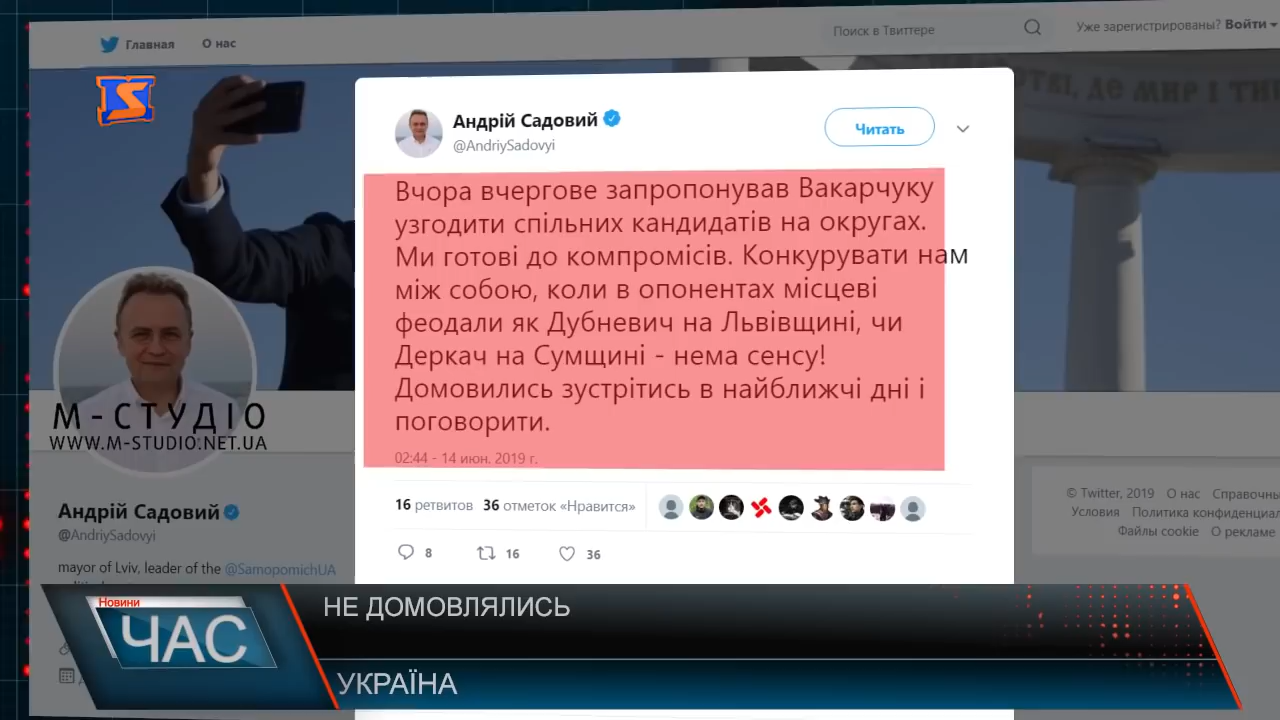 Главная О нас
Поиск в Твиттере
Уже зарегистрированы? Войти
S
ТКІ, ДЕ МИР І ТИ
Андрій Садовий
@AndriySadovyi
Читать
Вчора вчергове запропонував Вакарчуку
узгодити спільних кандидатів на округах.
Ми готові до компромісів. Конкурувати нам
між собою, коли в опонентах місцеві
феодали як Дубневич на Львівщині, чи
Деркач на Сумщині - нема сенсу!
Домовились зустрітись в найближчі дні і
поговорити.
02:44 - 14 июн. 2019 г.
16 ретвитов 36 отметок «Нравится»
8 16 36
М-СТУДІО
WWW.M-STUDIO.NET.UA
Андрій Садовий
@AndriySadovyi
mayor of Lviv, leader of the @SamopomichUA
© Twitter, 2019 О нас Справочны
Условия Политика конфиденциал
Файлы cookie О рекламе
Новини
ЧАС
НЕ ДОМОВЛЯЛИСЬ
УКРАЇНА